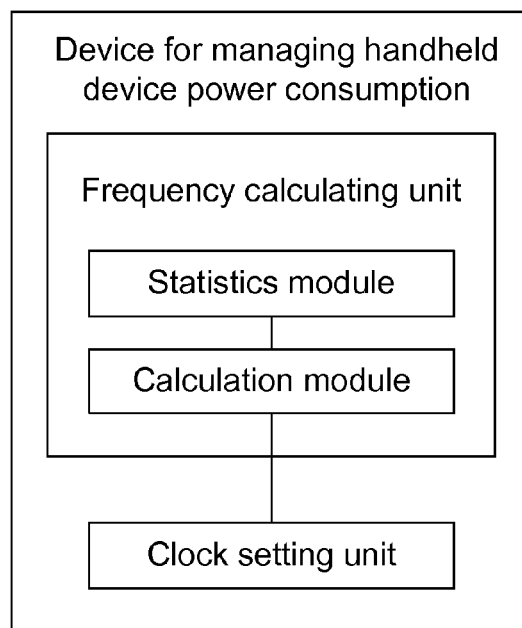 Device for managing handheld
device power consumption
Frequency calculating unit
Statistics module
Calculation module
Clock setting unit